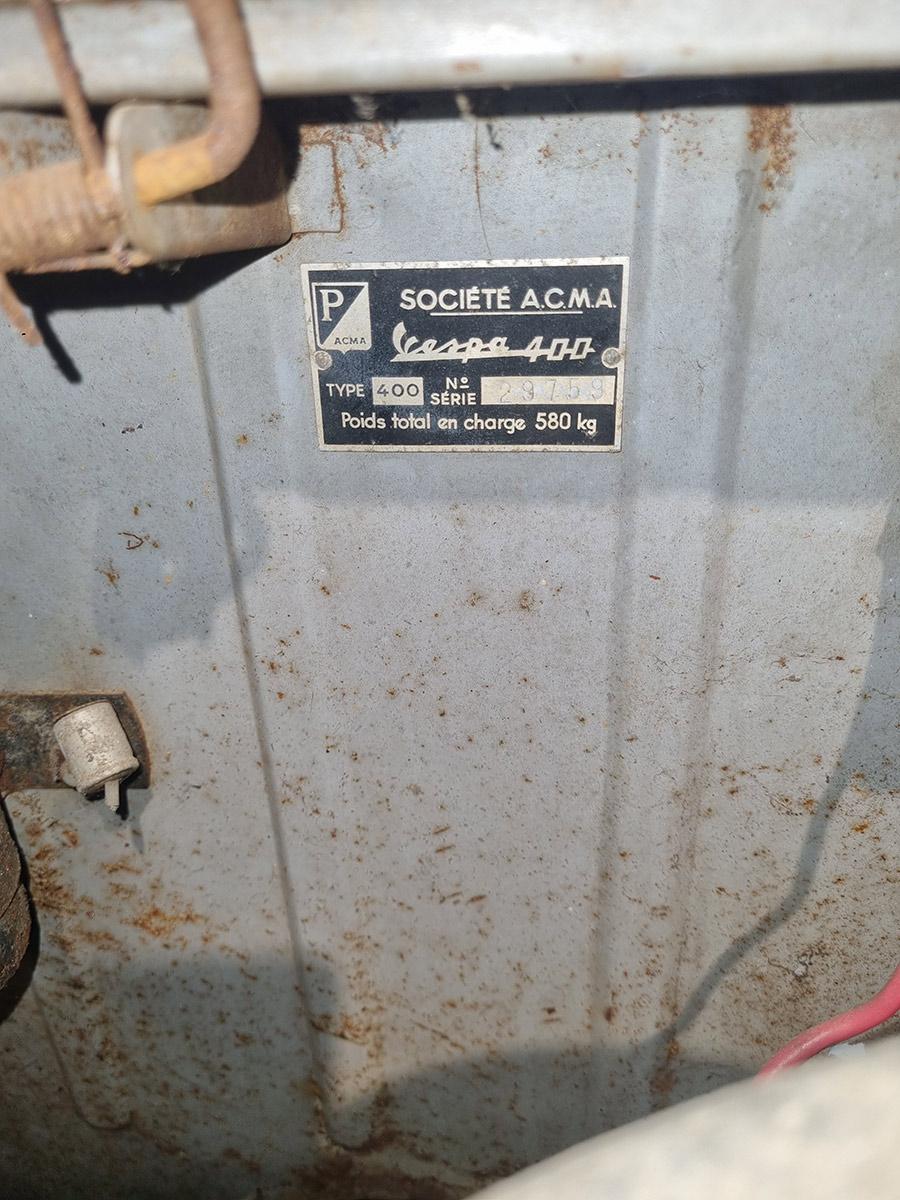 P
ACMA
SOCIÉTÉ A.C.M.A.
Vespa 400
TYPE 400 Nº SÉRIE 29759
Poids total en charge 580 kg